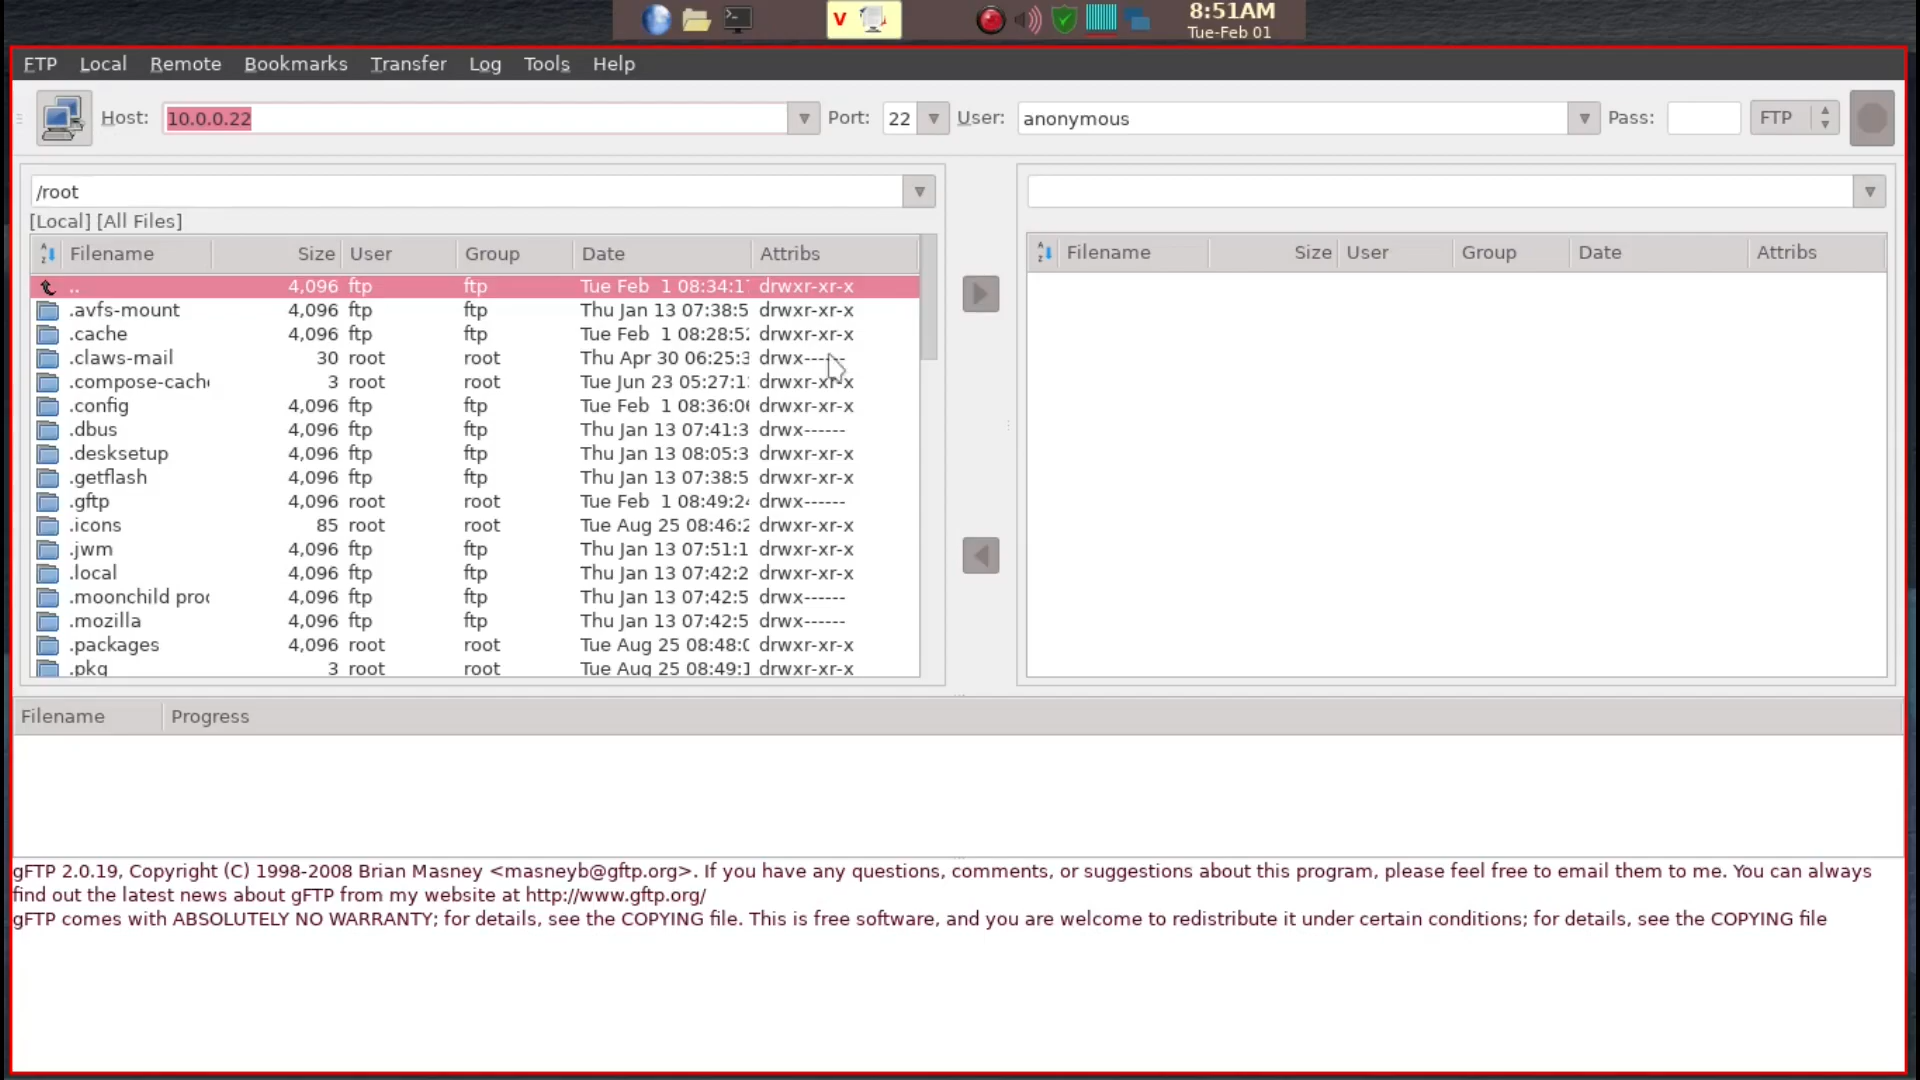 8:51AM
Tue-Feb 01
V
FTP Local Remote Bookmarks Transfer Log Tools Help
Host: 10.0.0.22 Port: 22 User: anonymous Pass: FTP
/root
[Local] [All Files]
Filename Size User Group Date Attribs
.. 4,096 ftp ftp Tue Feb 1 08:34:1 drwxr-xr-x
.avfs-mount 4,096 ftp ftp Thu Jan 13 07:38:5 drwxr-xr-x
.cache 4,096 ftp ftp Tue Feb 1 08:28:5 drwxr-xr-x
.claws-mail 30 root root Thu Apr 30 06:25:3 drwx------
.compose-cach 3 root root Tue Jun 23 05:27:1 drwxr-xr-x
.config 4,096 ftp ftp Tue Feb 1 08:36:0 drwxr-xr-x
.dbus 4,096 ftp ftp Thu Jan 13 07:41:3 drwx------
.desksetup 4,096 ftp ftp Thu Jan 13 08:05:3 drwxr-xr-x
.getflash 4,096 ftp ftp Thu Jan 13 07:38:5 drwxr-xr-x
.gftp 4,096 root root Tue Feb 1 08:49:2 drwx------
.icons 85 root root Tue Aug 25 08:46:2 drwxr-xr-x
.jwm 4,096 ftp ftp Thu Jan 13 07:51:1 drwxr-xr-x
.local 4,096 ftp ftp Thu Jan 13 07:42:2 drwxr-xr-x
.moonchild pro 4,096 ftp ftp Thu Jan 13 07:42:5 drwx------
.mozilla 4,096 ftp ftp Thu Jan 13 07:42:5 drwx------
.packages 4,096 root root Tue Aug 25 08:48:0 drwxr-xr-x
.pkg 3 root root Tue Aug 25 08:49:1 drwxr-xr-x
Filename Size User Group Date Attribs
Filename Progress
gFTP 2.0.19, Copyright (C) 1998-2008 Brian Masney <masneyb@gftp.org>. If you have any questions, comments, or suggestions about this program, please feel free to email them to me. You can always
find out the latest news about gFTP from my website at http://www.gftp.org/
gFTP comes with ABSOLUTELY NO WARRANTY; for details, see the COPYING file. This is free software, and you are welcome to redistribute it under certain conditions; for details, see the COPYING file